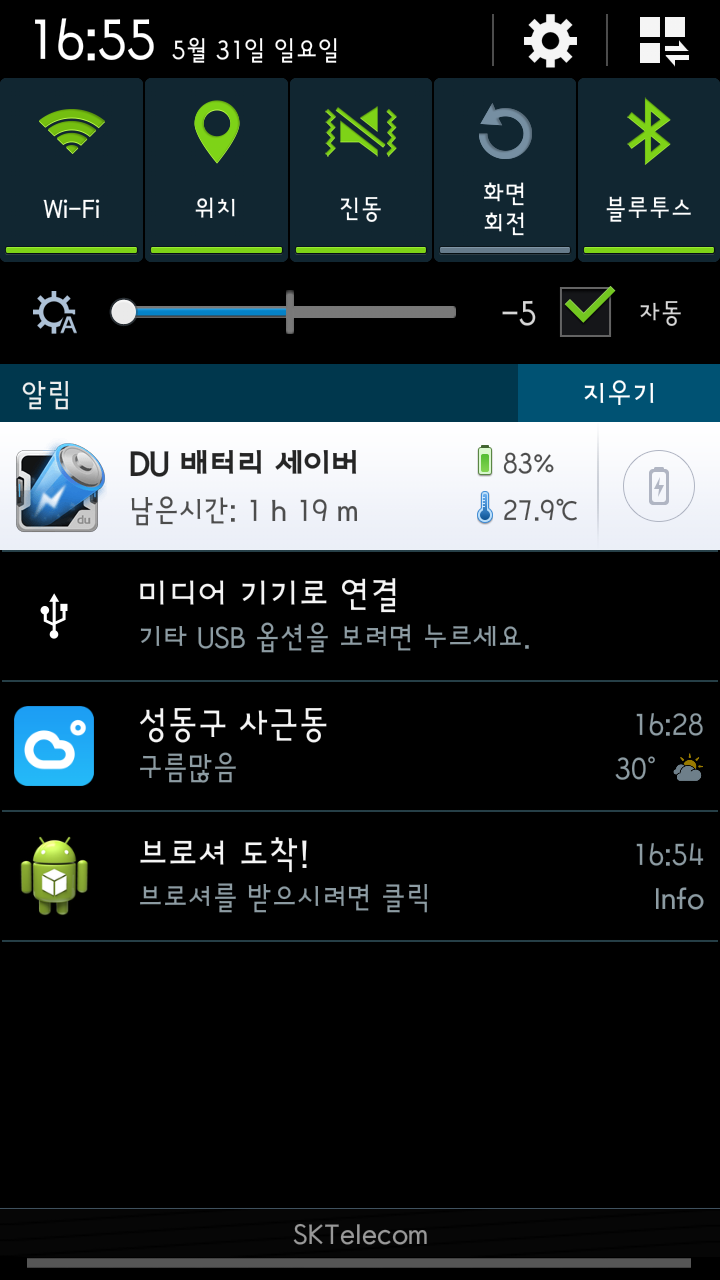 16:55 5월 31일 일요일
Wi-Fi
위치
진동
화면
회전
블루투스
A
-5
자동
알림
지우기
DU 배터리 세이버
83%
du
남은시간: 1 h 19 m
27.9℃
미디어 기기로 연결
기타 USB 옵션을 보려면 누르세요.
성동구 사근동
16:28
구름많음
30°
브로셔 도착!
16:54
브로셔를 받으시려면 클릭
Info
SKTelecom